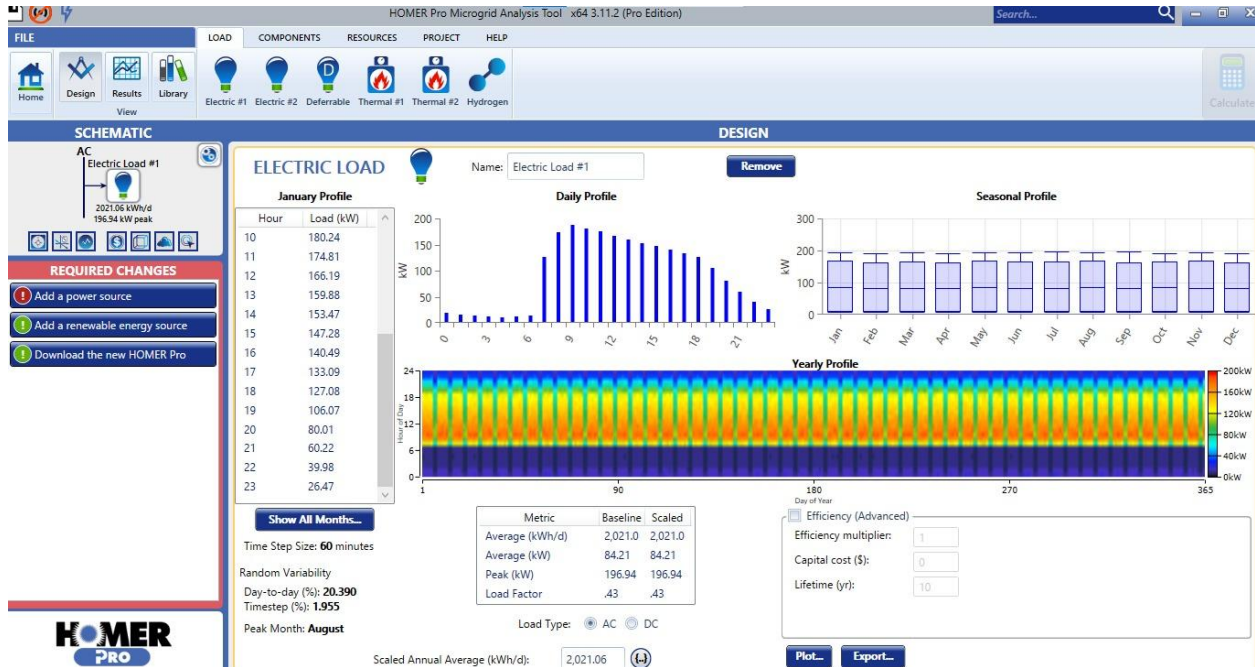 HOMER Pro Microgrid Analysis Tool x64 3.11.2 (Pro Edition)
Search...
FILE
LOAD COMPONENTS RESOURCES PROJECT HELP
Home
Design Results Library
View
Electric #1 Electric #2 Deferrable Thermal #1 Thermal #2 Hydrogen
D
Calculate
SCHEMATIC
AC
Electric Load #1
2021.06 kWh/d
196.94 kW peak
REQUIRED CHANGES
Add a power source
Add a renewable energy source
Download the new HOMER Pro
HOMER
PRO
DESIGN
ELECTRIC LOAD
Name: Electric Load #1
Remove
January Profile
Hour Load (kW)
10 180.24
11 174.81
12 166.19
13 159.88
14 153.47
15 147.28
16 140.49
17 133.09
18 127.08
19 106.07
20 80.01
21 60.22
22 39.98
23 26.47
Show All Months...
Time Step Size: 60 minutes
Random Variability
Day-to-day (%): 20.390
Timestep (%): 1.955
Peak Month: August
Daily Profile
kW
200
150
100
50
0
0 3 6 9 12 15 18 21
Seasonal Profile
kW
300
200
100
0
Jan Feb Mar Apr May Jun Jul Aug Sep Oct Nov Dec
Yearly Profile
Hour of Day
24
18
12
6
0
1 90 180 270 365
Day of Year
200kW
160kW
120kW
80kW
40kW
0kW
Metric Baseline Scaled
Average (kWh/d) 2,021.0 2,021.0
Average (kW) 84.21 84.21
Peak (kW) 196.94 196.94
Load Factor .43 .43
Load Type: AC DC
Scaled Annual Average (kWh/d): 2,021.06 {..}
Efficiency (Advanced)
Efficiency multiplier: 1
Capital cost ($): 0
Lifetime (yr): 10
Plot... Export...